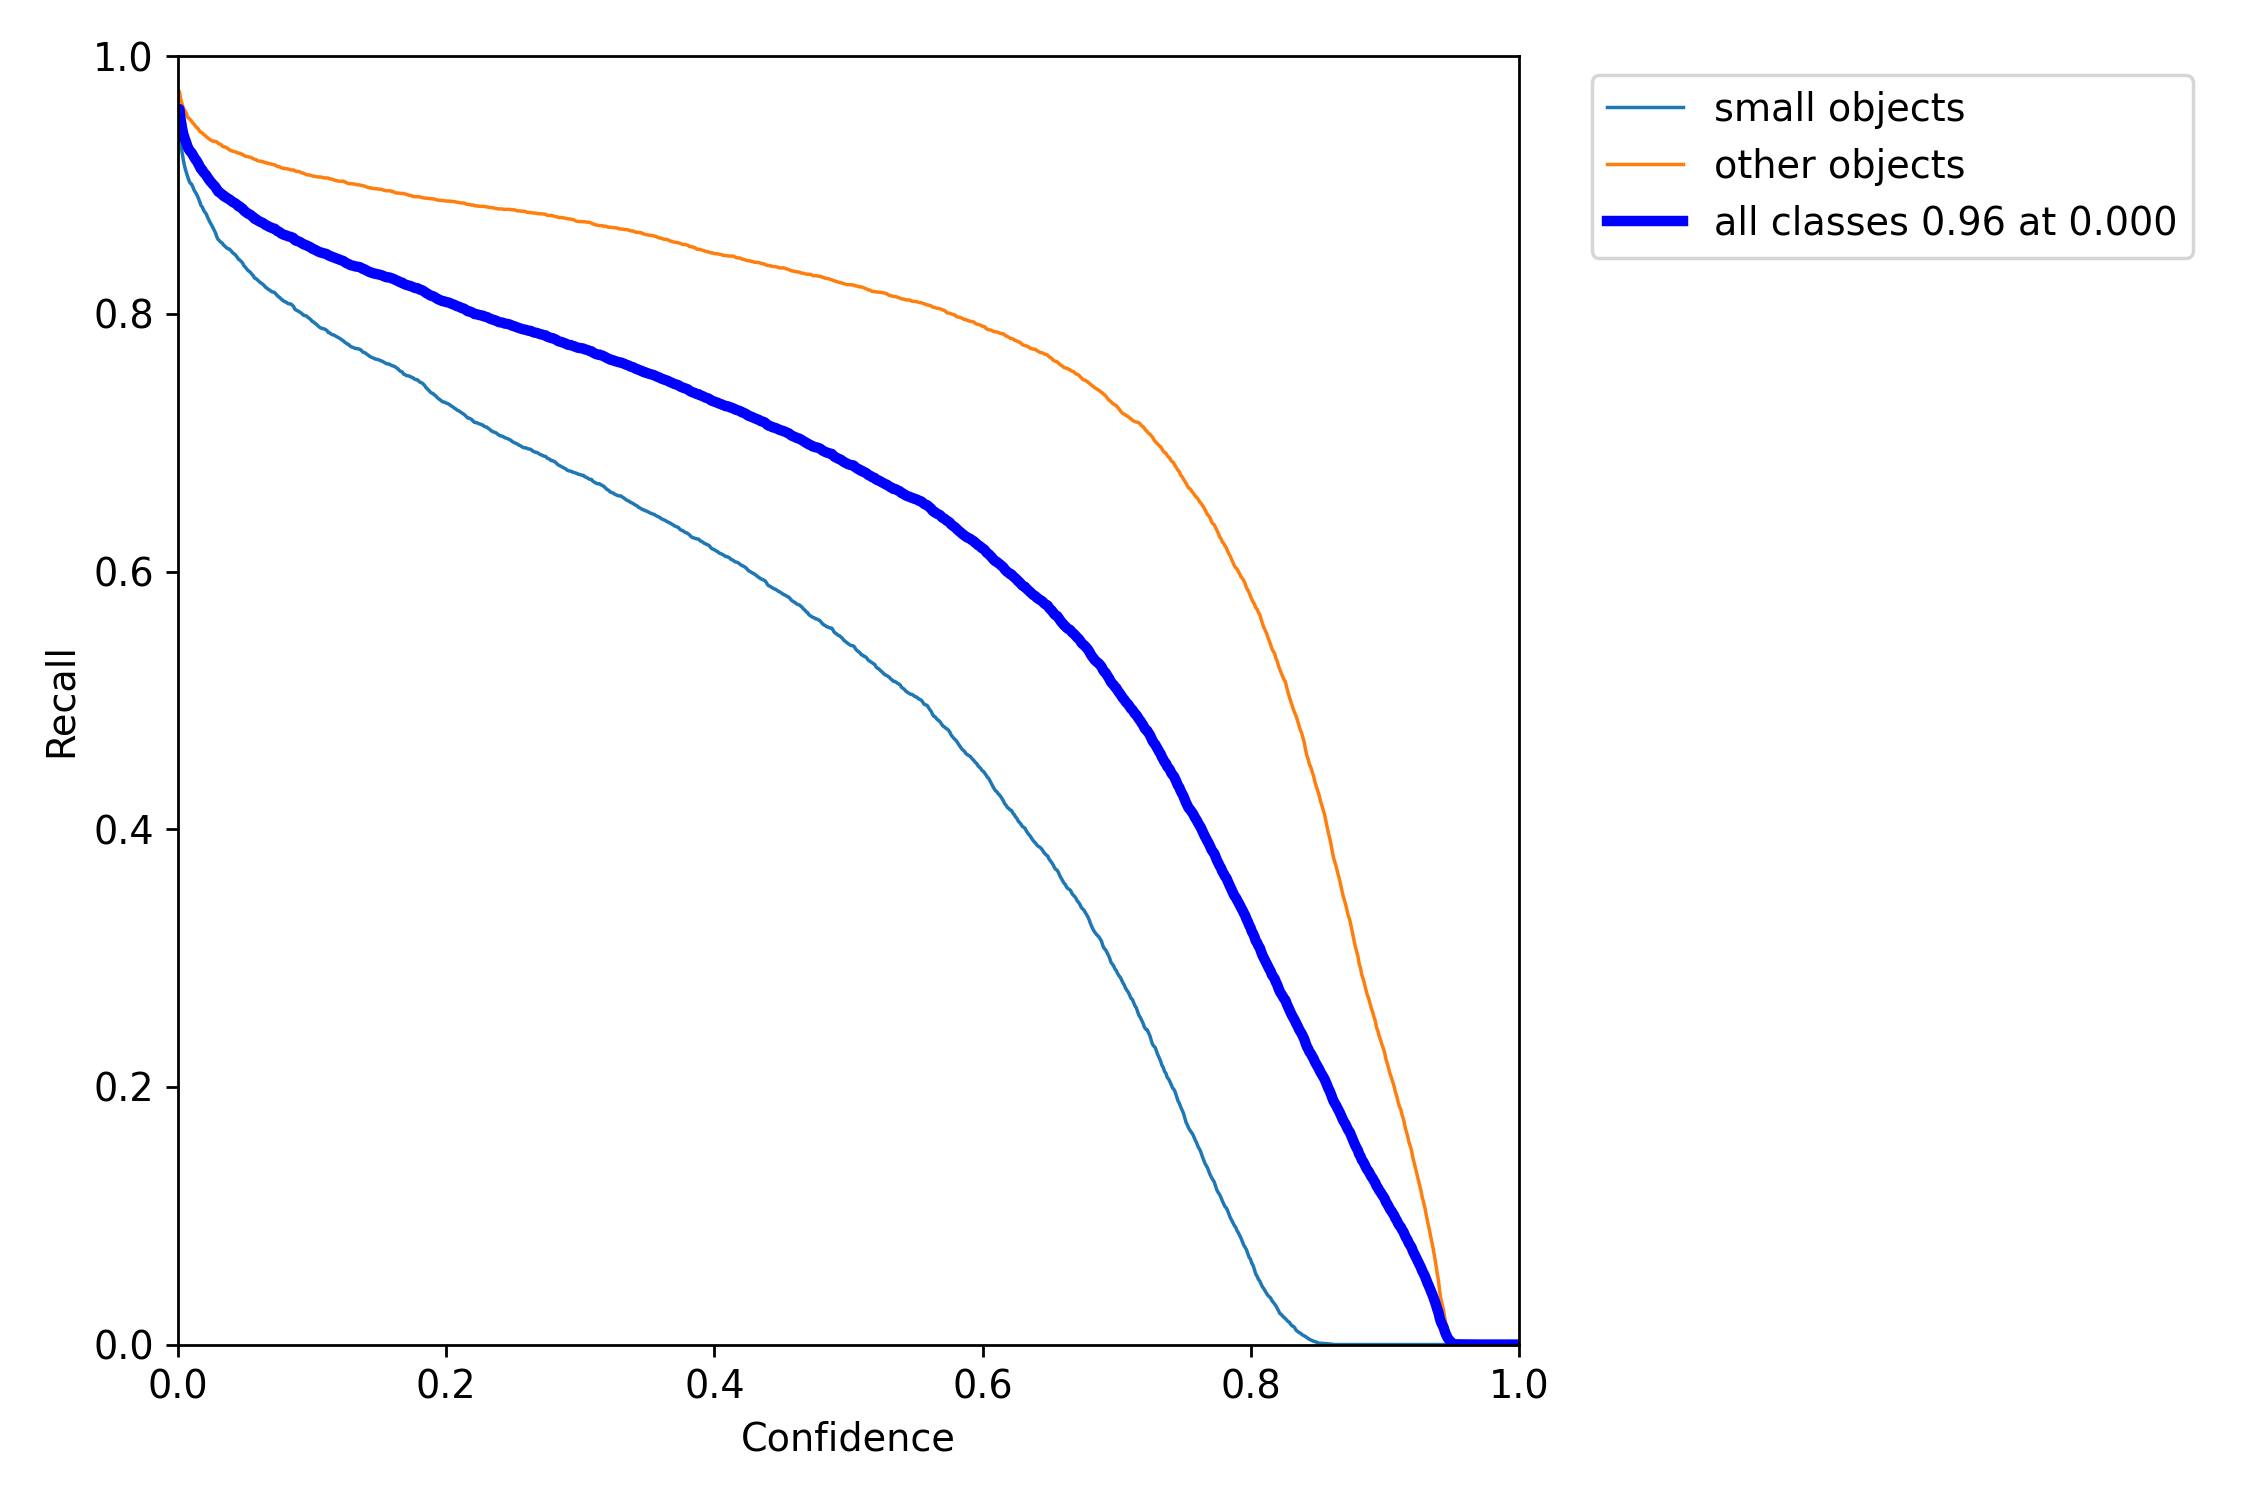 1.0
0.8
0.6
0.4
0.2
0.0
Recall
0.0 0.2 0.4 0.6 0.8 1.0
Confidence
small objects
other objects
all classes 0.96 at 0.000